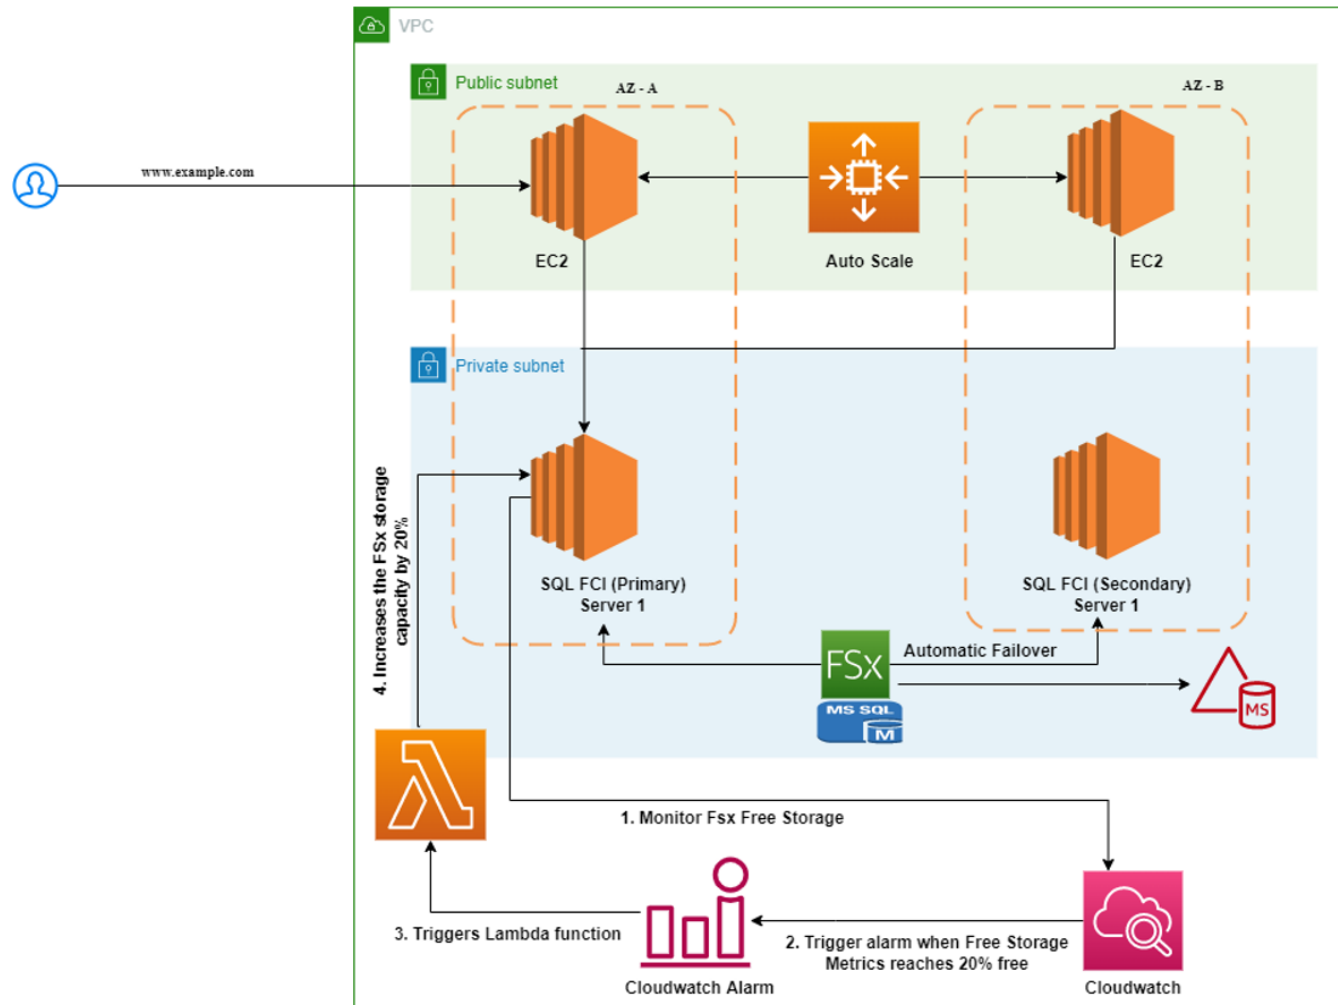 VPC
Public subnet
AZ - A
AZ - B
www.example.com
EC2
Auto Scale
EC2
Private subnet
4. Increases the FSx storage
capacity by 20%
SQL FCI (Primary)
Server 1
SQL FCI (Secondary)
Server 1
FSx
Automatic Failover
MS SQL
M
MS
1. Monitor Fsx Free Storage
3. Triggers Lambda function
2. Trigger alarm when Free Storage
Metrics reaches 20% free
Cloudwatch Alarm
Cloudwatch